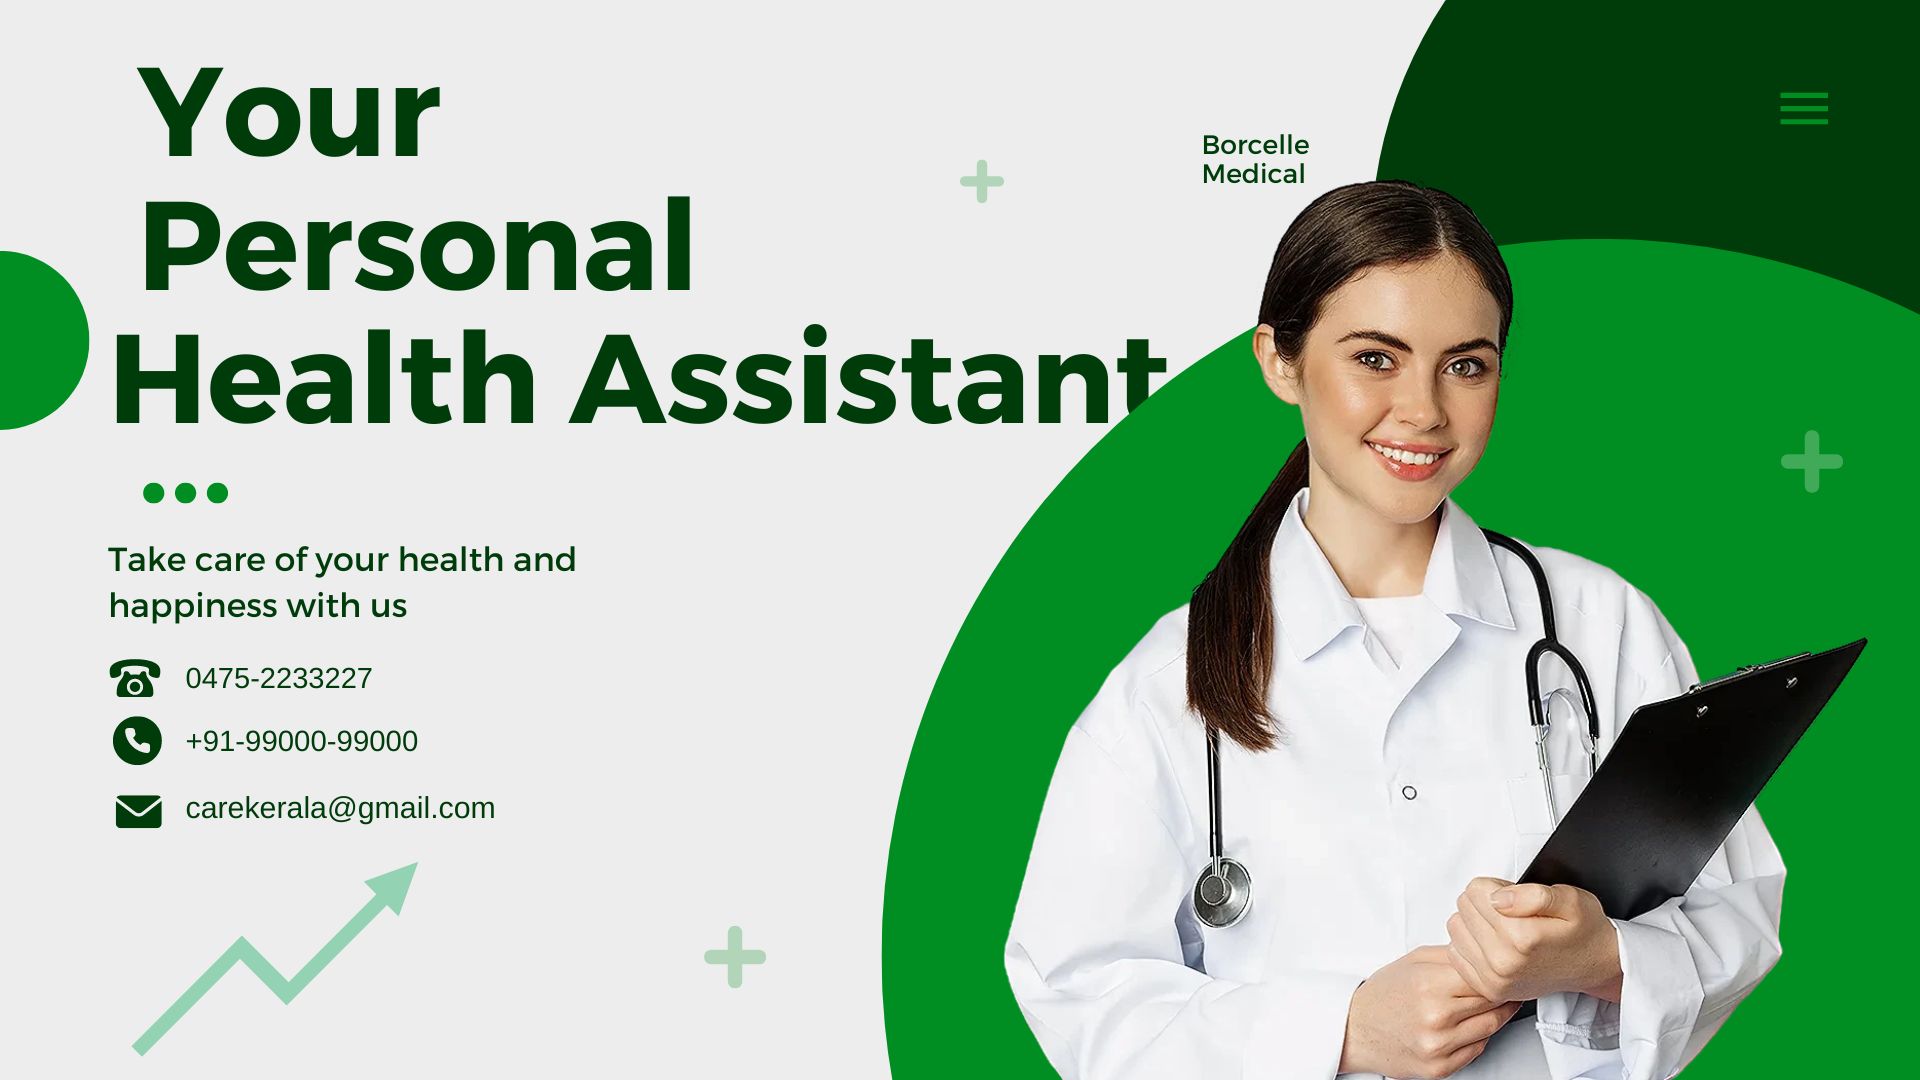 Your
Personal
Health Assistant
Borcelle
Medical
Take care of your health and
happiness with us
0475-2233227
+91-99000-99000
carekerala@gmail.com